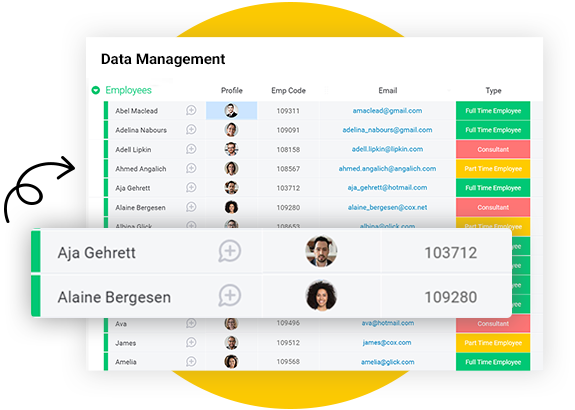 Data Management
Employees Profile Emp Code Email Type
Abel Maclead 109311 amaclead@gmail.com Full Time Employee
Adelina Nabours 109091 adelina_nabours@gmail.com Full Time Employee
Adell Lipkin 108158 adell.lipkin@lipkin.com Consultant
Ahmed Angalich 108567 ahmed.angalich@angalich.com Part Time Employee
Aja Gehrett 103712 aja_gehrett@hotmail.com Full Time Employee
Alaine Bergesen 109280 alaine_bergesen@cox.net Consultant
Albina Glick 108653 albina@glick.com
Aja Gehrett 103712
Alaine Bergesen 109280
Ava 109496 ava@hotmail.com Consultant
James 109512 james@cox.com Part Time Employee
Amelia 109568 amelia@glick.com Full Time Employee